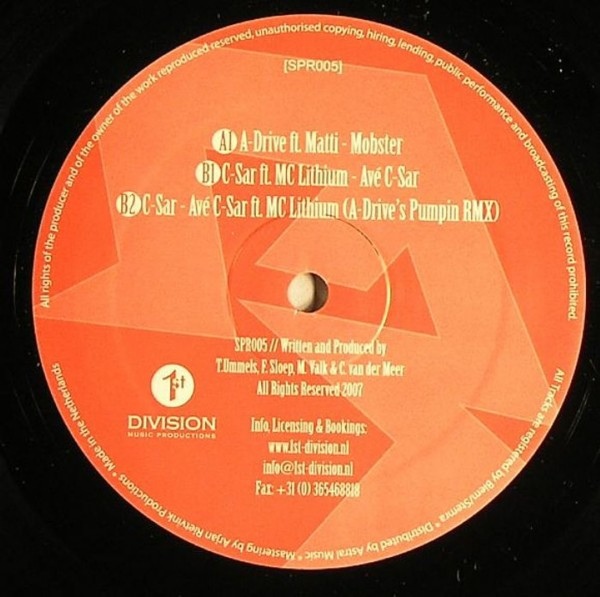 All rights of the producer and of the owner of the work reproduced reserved, unauthorised copying, hiring, lending, public performance and broadcasting of this record prohibited.
[SPR005]
A1 A-Drive ft. Matti - Mobster
B1 C-Sar ft. MC Lithium - Avé C-Sar
B2 C-Sar - Avé C-Sar ft. MC Lithium (A-Drive's Pumpin RMX)
SPR005 // Written and Produced by
T.Ummels, F. Sloep, M. Valk & C. van der Meer
All Rights Reserved 2007
1st
DIVISION
MUSIC PRODUCTIONS
Info, Licensing & Bookings:
www.1st-division.nl
info@1st-division.nl
Fax: +31 (0) 365468818
All Tracks are registered by Biem/Stemra * Distributed by Astral Music * Mastering by Arjan Rietvink Productions * Made in the Netherlands